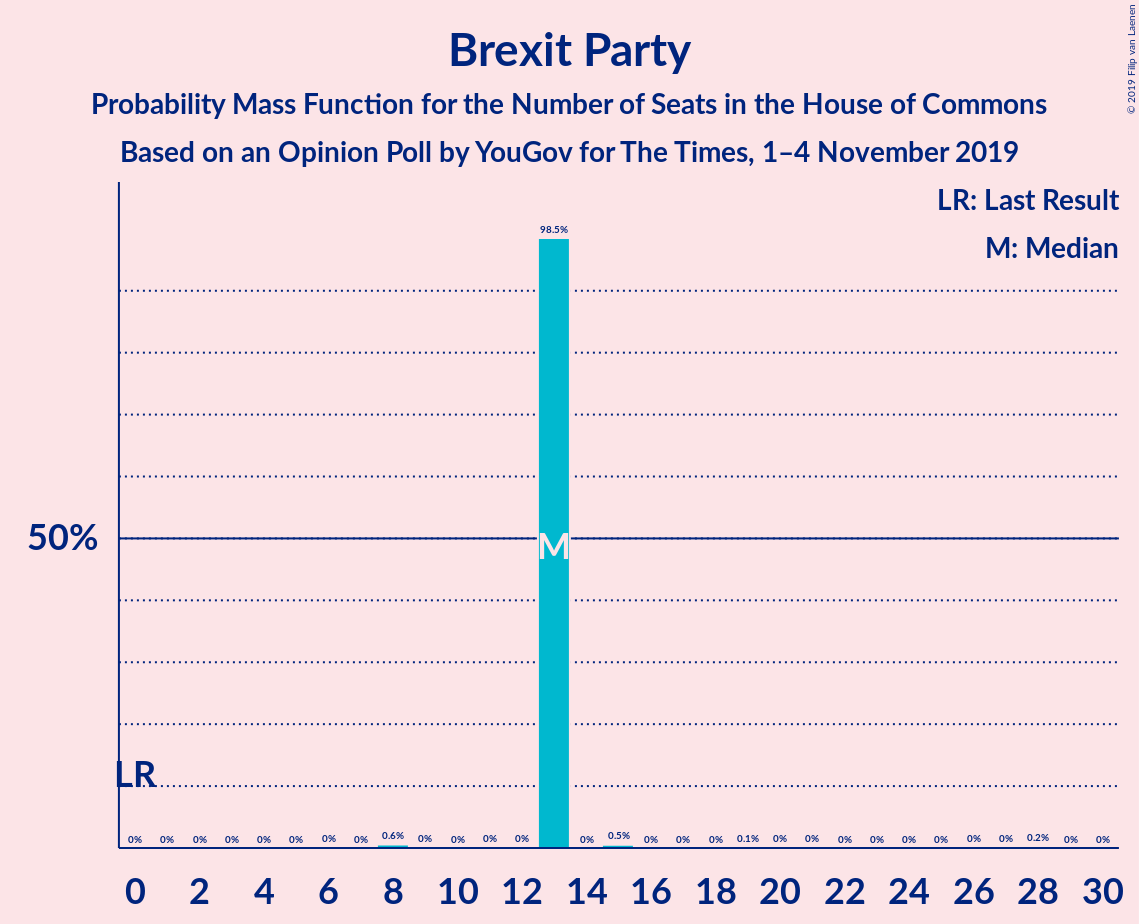 Brexit Party
Probability Mass Function for the Number of Seats in the House of Commons
Based on an Opinion Poll by YouGov for The Times, 1–4 November 2019
© 2019 Filip van Laenen
LR: Last Result
M: Median
98.5%
50%
M
LR
0% 0% 0% 0% 0% 0% 0% 0% 0.6% 0% 0% 0% 0% 0% 0.5% 0% 0% 0% 0.1% 0% 0% 0% 0% 0% 0% 0% 0% 0.2% 0% 0%
0 2 4 6 8 10 12 14 16 18 20 22 24 26 28 30